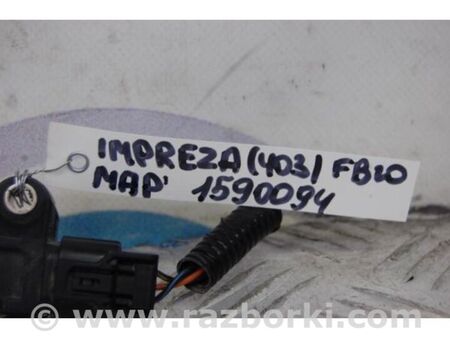 IMPREZA (403) FB20
MAP' 1590094
© www.razborki.com